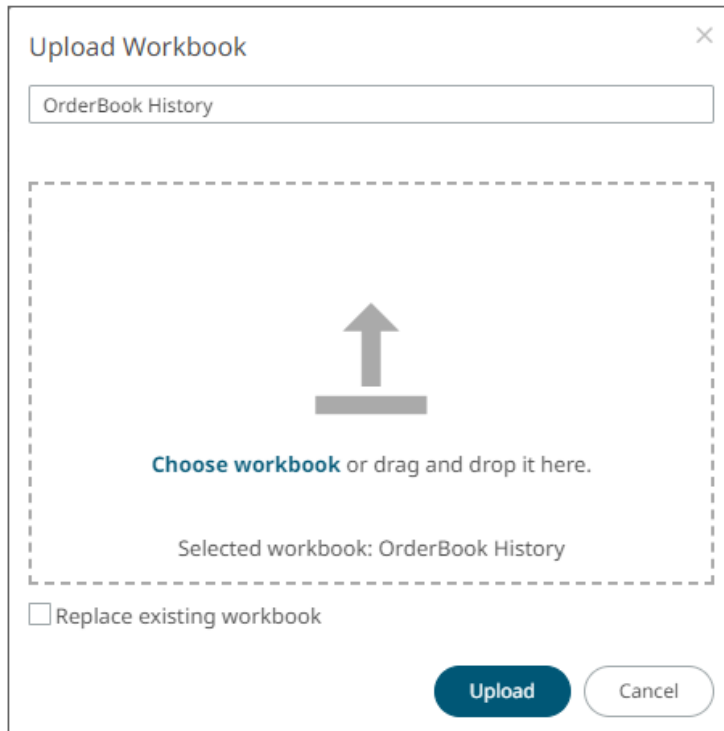 Upload Workbook
OrderBook History
Choose workbook or drag and drop it here.
Selected workbook: OrderBook History
Replace existing workbook
Upload
Cancel